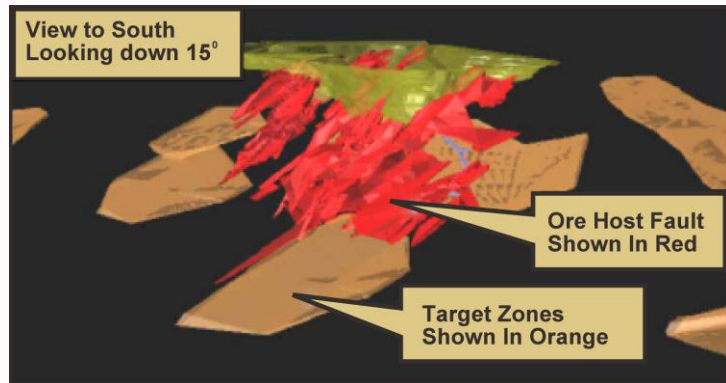 View to South
Looking down 15°
Ore Host Fault
Shown In Red
Target Zones
Shown In Orange